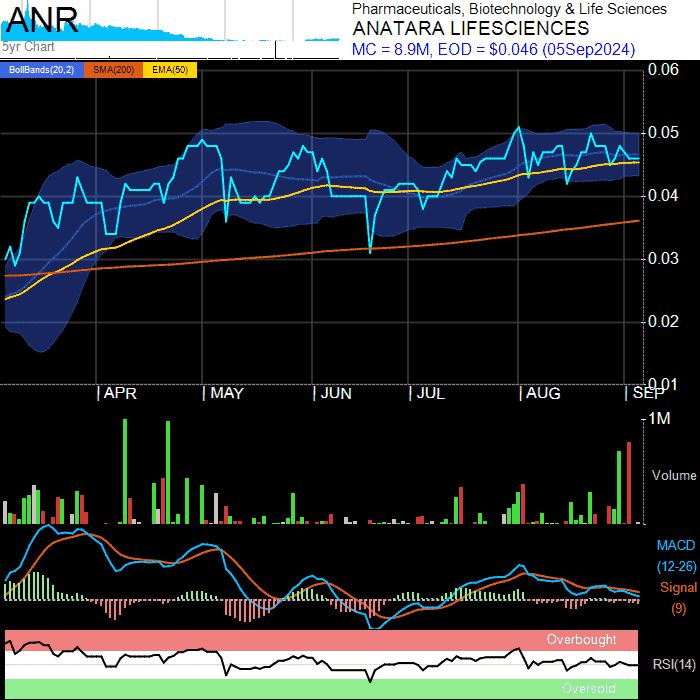 ANR
5yr Chart
Pharmaceuticals, Biotechnology & Life Sciences
ANATARA LIFESCIENCES
MC = 8.9M, EOD = $0.046 (05Sep2024)
BollBands(20,2) SMA(200) EMA(50)
0.06
0.05
0.04
0.03
0.02
0.01
APR MAY JUN JUL AUG SEP
1M
Volume
MACD
(12-26)
Signal
(9)
Overbought
RSI(14)
Oversold